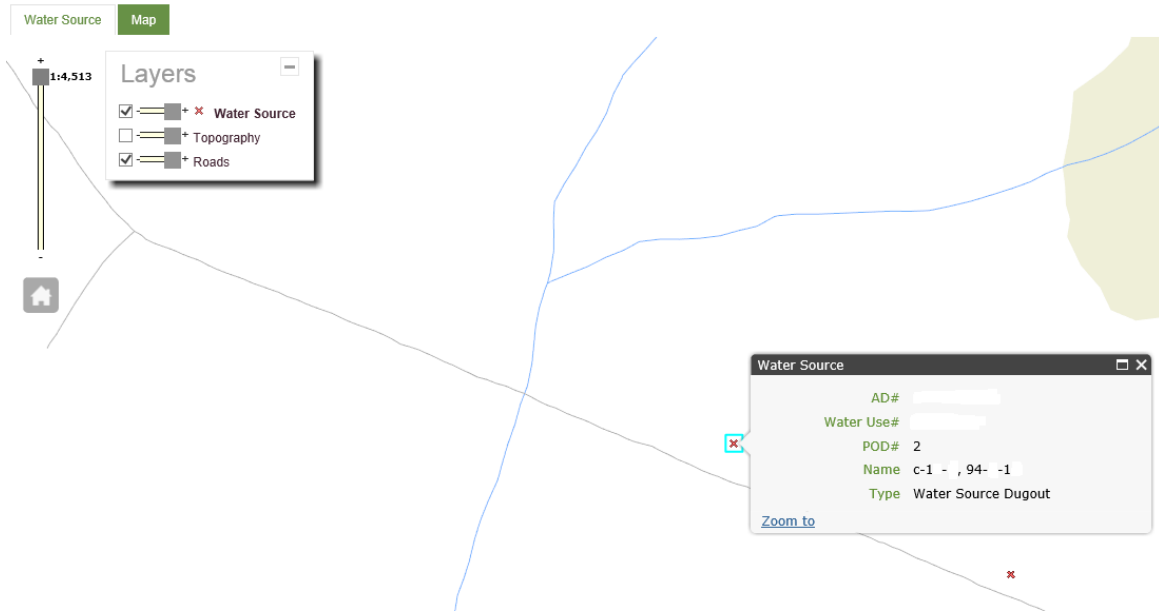 Water Source Map
+
1:4,513
Layers
- + Water Source
- + Topography
- + Roads
-
Water Source
AD#
Water Use#
POD# 2
Name c-1 - , 94- -1
Type Water Source Dugout
Zoom to